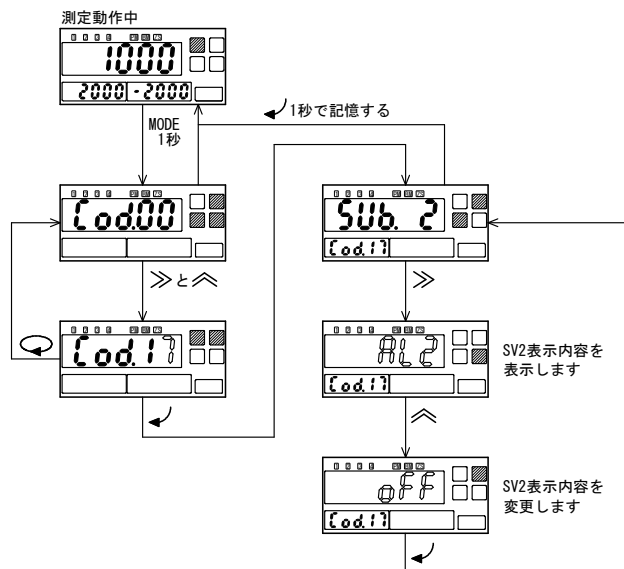 測定動作中
1000
2000 -2000
MODE
1秒
1秒で記憶する
Cod.00
SUb. 2
Cod.17
と
Cod.17
AL2
Cod.17
SV2表示内容を
表示します
oFF
Cod.17
SV2表示内容を
変更します